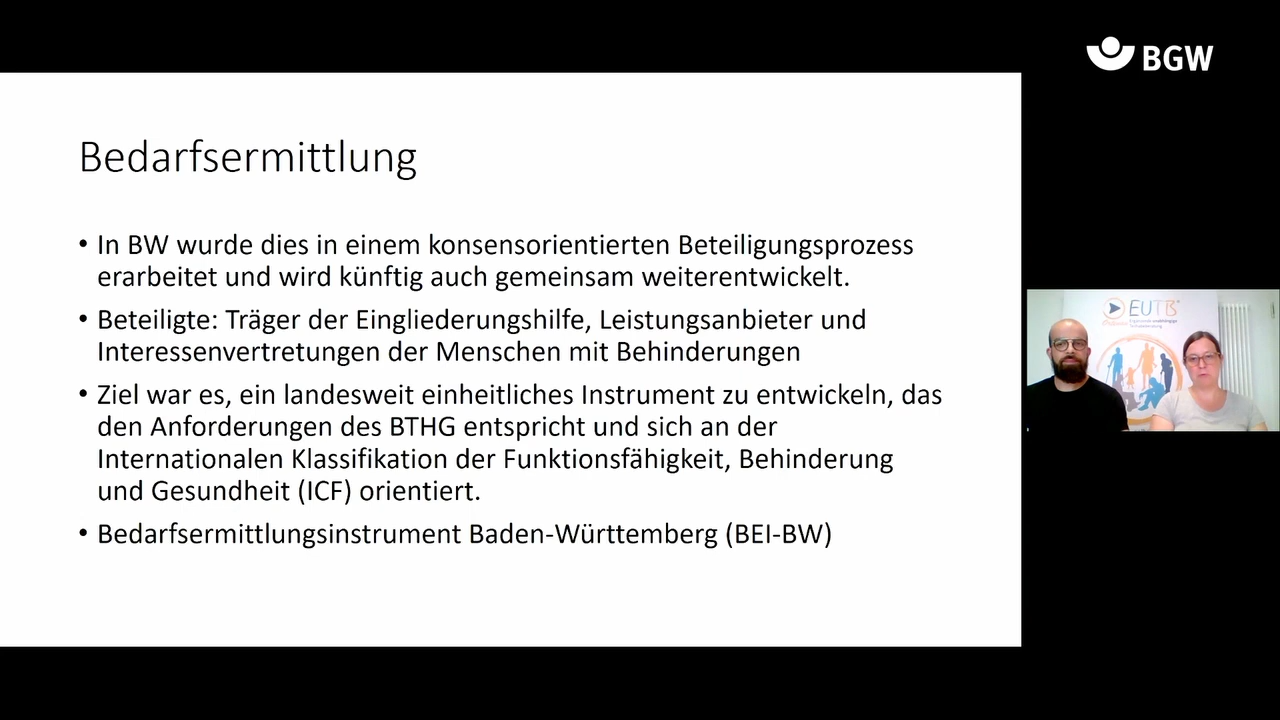 BGW
Bedarfsermittlung
• In BW wurde dies in einem konsensorientierten Beteiligungsprozess
erarbeitet und wird künftig auch gemeinsam weiterentwickelt.
• Beteiligte: Träger der Eingliederungshilfe, Leistungsanbieter und
Interessenvertretungen der Menschen mit Behinderungen
• Ziel war es, ein landesweit einheitliches Instrument zu entwickeln, das
den Anforderungen des BTHG entspricht und sich an der
Internationalen Klassifikation der Funktionsfähigkeit, Behinderung
und Gesundheit (ICF) orientiert.
• Bedarfsermittlungsinstrument Baden-Württemberg (BEI-BW)
EUTB